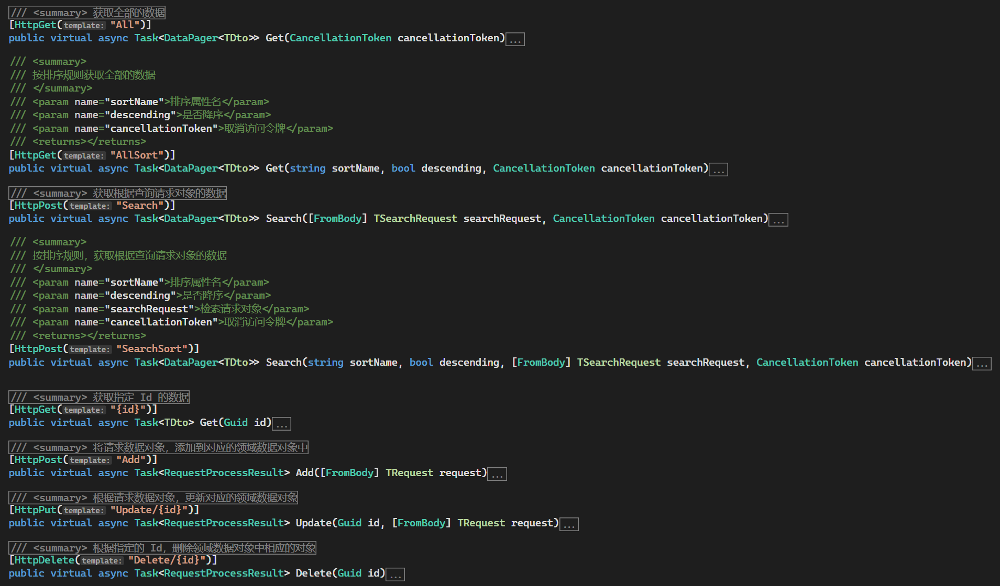 /// <summary> 获取全部的数据
[HttpGet(template: "All")]
public virtual async Task<DataPager<TDto>> Get(CancellationToken cancellationToken)...
/// <summary>
/// 按排序规则获取全部的数据
/// </summary>
/// <param name="sortName">排序属性名</param>
/// <param name="descending">是否降序</param>
/// <param name="cancellationToken">取消访问令牌</param>
/// <returns></returns>
[HttpGet(template: "AllSort")]
public virtual async Task<DataPager<TDto>> Get(string sortName, bool descending, CancellationToken cancellationToken)...
/// <summary> 获取根据查询请求对象的数据
[HttpPost(template: "Search")]
public virtual async Task<DataPager<TDto>> Search([FromBody] TSearchRequest searchRequest, CancellationToken cancellationToken)...
/// <summary>
/// 按排序规则，获取根据查询请求对象的数据
/// </summary>
/// <param name="sortName">排序属性名</param>
/// <param name="descending">是否降序</param>
/// <param name="searchRequest">检索请求对象</param>
/// <param name="cancellationToken">取消访问令牌</param>
/// <returns></returns>
[HttpPost(template: "SearchSort")]
public virtual async Task<DataPager<TDto>> Search(string sortName, bool descending, [FromBody] TSearchRequest searchRequest, CancellationToken cancellationToken)...
/// <summary> 获取指定 Id 的数据
[HttpGet(template: "{id}")]
public virtual async Task<TDto> Get(Guid id)...
/// <summary> 将请求数据对象，添加到对应的领域数据对象中
[HttpPost(template: "Add")]
public virtual async Task<RequestProcessResult> Add([FromBody] TRequest request)...
/// <summary> 根据请求数据对象，更新对应的领域数据对象
[HttpPut(template: "Update/{id}")]
public virtual async Task<RequestProcessResult> Update(Guid id, [FromBody] TRequest request)...
/// <summary> 根据指定的 Id，删除领域数据对象中相应的对象
[HttpDelete(template: "Delete/{id}")]
public virtual async Task<RequestProcessResult> Delete(Guid id)...